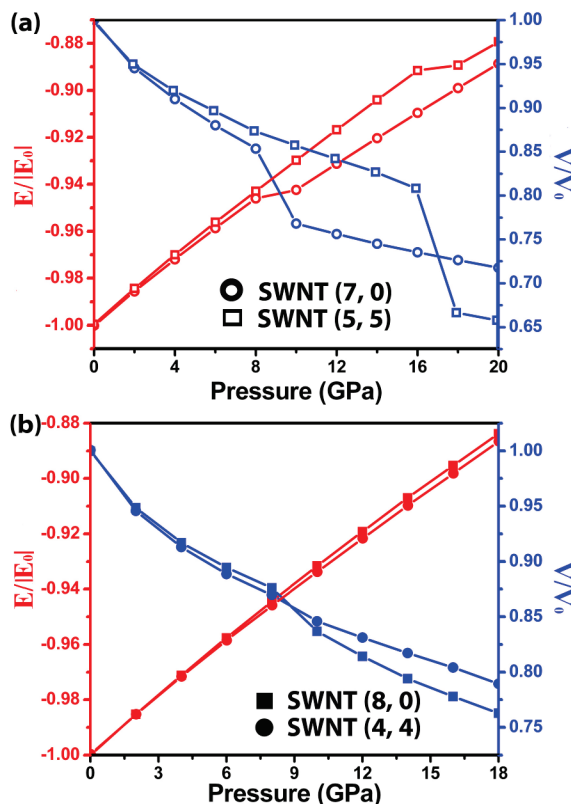 (a)
-0.88
-0.90
-0.92
-0.94
-0.96
-0.98
-1.00
E/|E₀|
1.00
0.95
0.90
0.85
0.80
0.75
0.70
0.65
V/V₀
SWNT (7, 0)
SWNT (5, 5)
0 4 8 12 16 20
Pressure (GPa)
(b)
-0.88
-0.90
-0.92
-0.94
-0.96
-0.98
-1.00
E/|E₀|
1.00
0.95
0.90
0.85
0.80
0.75
V/V₀
SWNT (8, 0)
SWNT (4, 4)
0 3 6 9 12 15 18
Pressure (GPa)